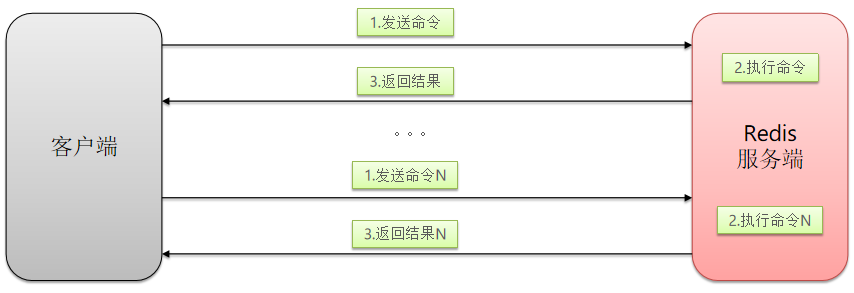 1.发送命令
2.执行命令
3.返回结果
。。。
客户端
Redis
服务端
1.发送命令N
2.执行命令N
3.返回结果N